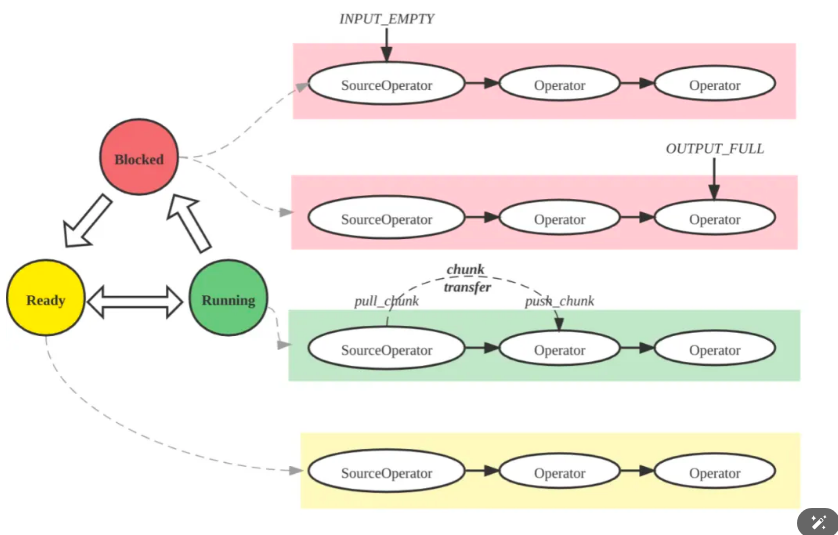 INPUT_EMPTY
SourceOperator
Operator
Operator
Blocked
OUTPUT_FULL
SourceOperator
Operator
Operator
Ready
Running
chunk
transfer
pull_chunk
push_chunk
SourceOperator
Operator
Operator
SourceOperator
Operator
Operator